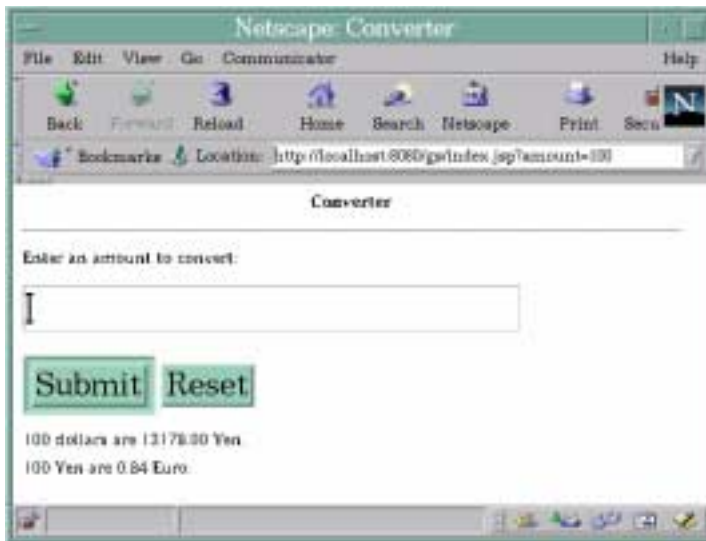 Netscape: Converter
File Edit View Go Communicator Help
Back Forward Reload Home Search Netscape Print Secu
Bookmarks Location: http://localhost:8080/gs/index.jsp?amount=100
Converter
Enter an amount to convert:
Submit Reset
100 dollars are 12178.00 Yen
100 Yen are 0.84 Euro